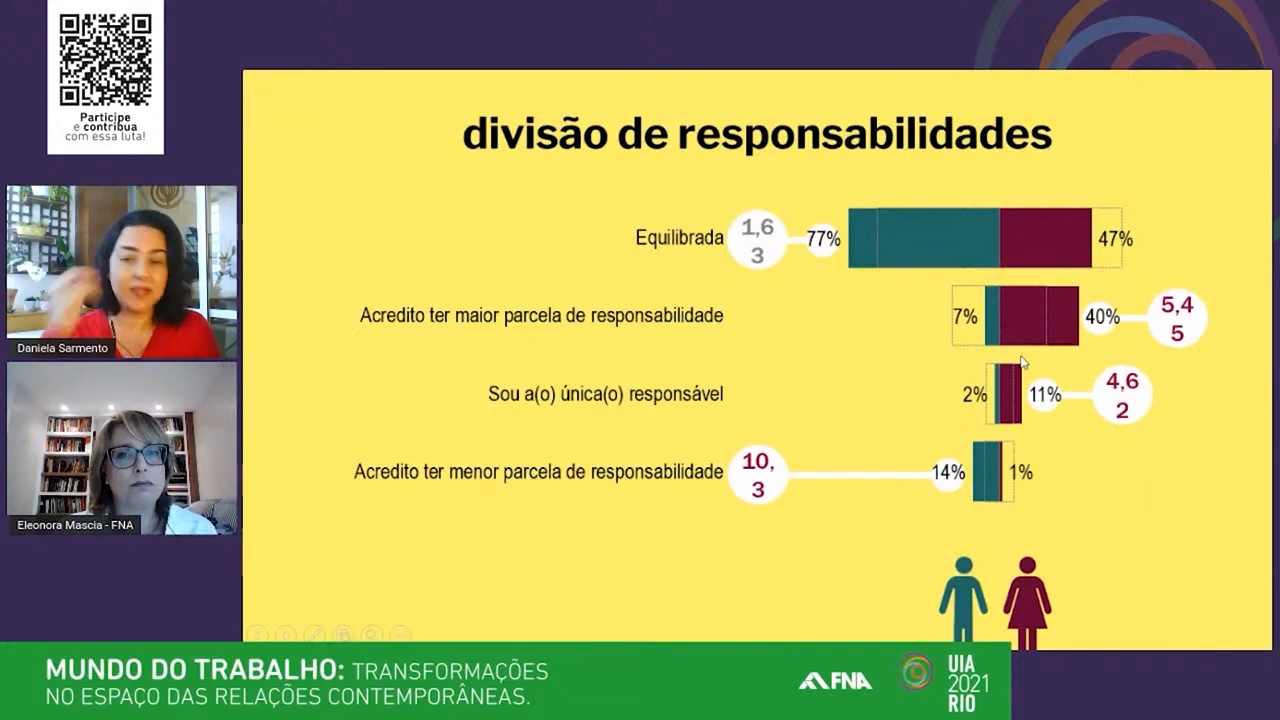 Participe
e contribua
com essa luta!
divisão de responsabilidades
Equilibrada
1,6
3
77%
47%
Acredito ter maior parcela de responsabilidade
7%
40%
5,4
5
Sou a(o) única(o) responsável
2%
11%
4,6
2
Acredito ter menor parcela de responsabilidade
10,
3
14%
1%
Daniela Sarmento
Eleonora Mascia - FNA
MUNDO DO TRABALHO: TRANSFORMAÇÕES
NO ESPAÇO DAS RELAÇÕES CONTEMPORÂNEAS.
FNA
UIA
2021
RIO